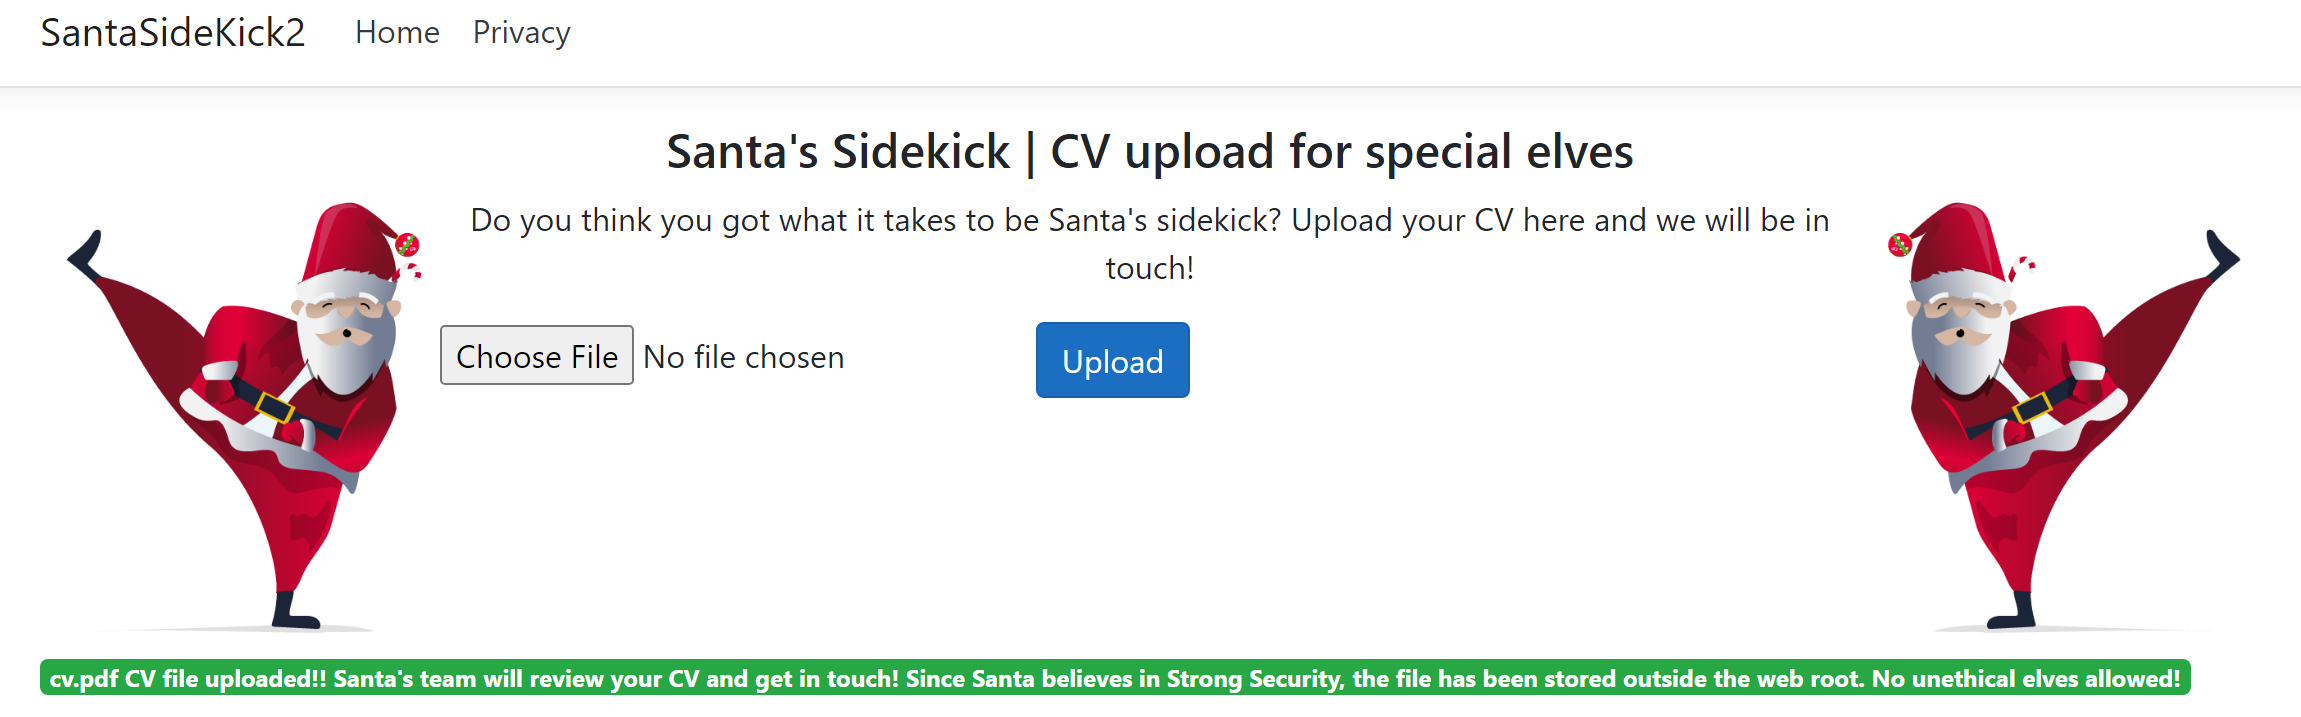 SantaSideKick2 Home Privacy
Santa's Sidekick | CV upload for special elves
Do you think you got what it takes to be Santa's sidekick? Upload your CV here and we will be in
touch!
Choose File No file chosen Upload
cv.pdf CV file uploaded!! Santa's team will review your CV and get in touch! Since Santa believes in Strong Security, the file has been stored outside the web root. No unethical elves allowed!